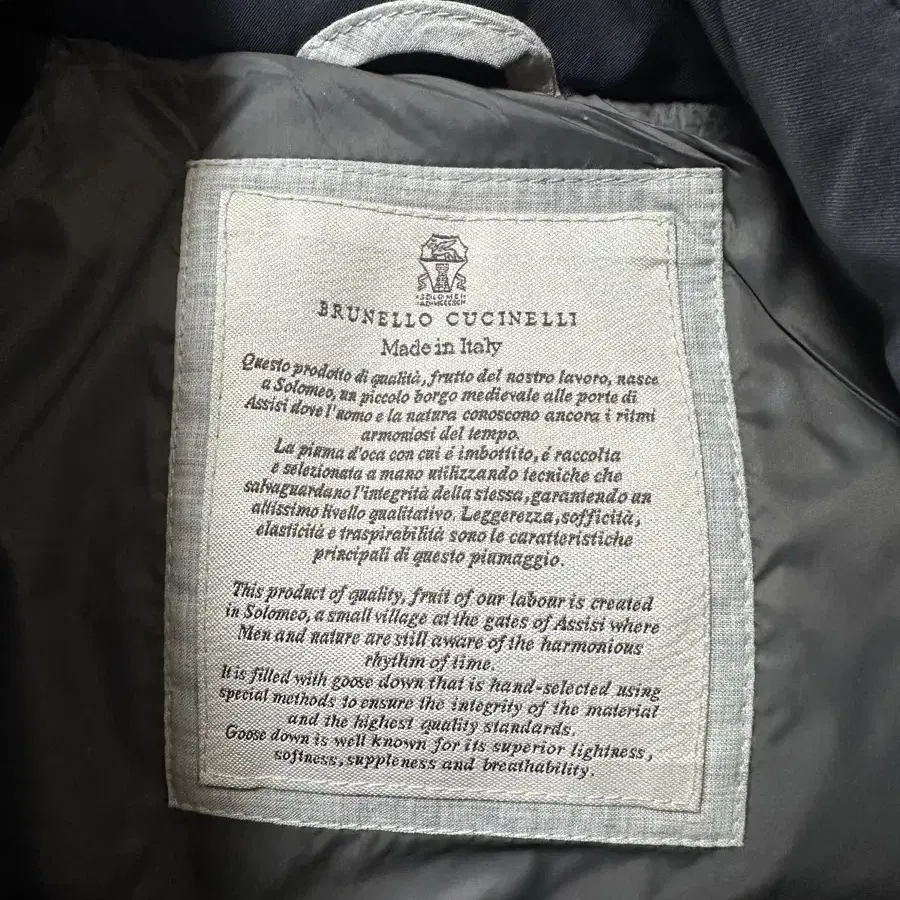 SOLOMEO
BRUNELLO CUCINELLI
Made in Italy
Questo prodotto di qualità, frutto del nostro lavoro, nasce
a Solomeo, un piccolo borgo medievale alle porte di
Assisi dove l'uomo e la natura conoscono ancora i ritmi
armoniosi del tempo.
La piuma d'oca con cui é imbottito, é raccolta
e selezionata a mano utilizzando tecniche che
salvaguardano l'integrità della stessa, garantendo un
altissimo livello qualitativo. Leggerezza, sofficità,
elasticità e traspirabilità sono le caratteristiche
principali di questo piumaggio.
This product of quality, fruit of our labour is created
in Solomeo, a small village at the gates of Assisi where
Men and nature are still aware of the harmonious
rhythm of time.
It is filled with goose down that is hand-selected using
special methods to ensure the integrity of the material
and the highest quality standards.
Goose down is well known for its superior lightness,
softness, suppleness and breathability.